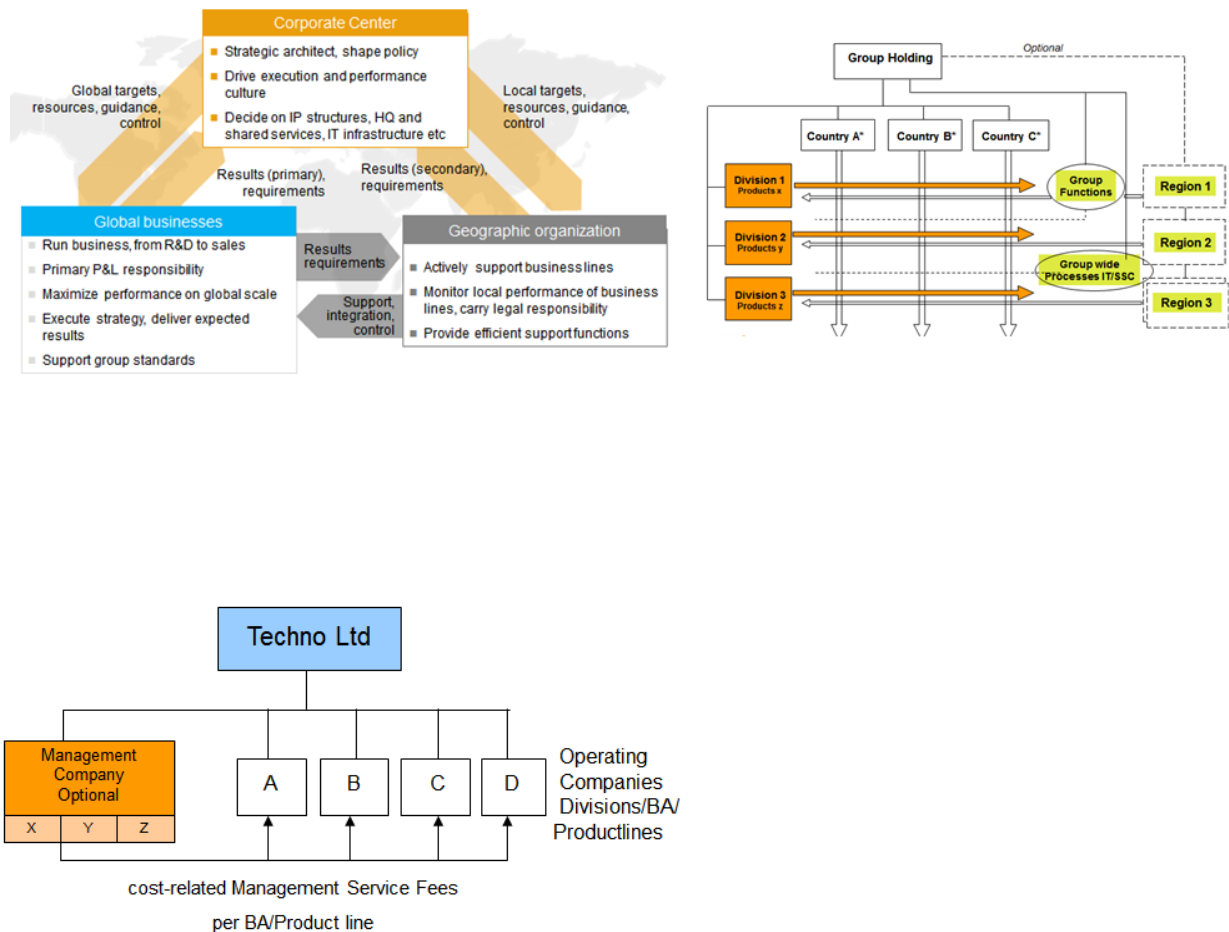 Corporate Center
Strategic architect, shape policy
Drive execution and performance
culture
Decide on IP structures, HQ and
shared services, IT infrastructure etc
Global targets,
resources, guidance,
control
Local targets,
resources, guidance,
control
Results (primary),
requirements
Results (secondary),
requirements
Global businesses
Run business, from R&D to sales
Primary P&L responsibility
Maximize performance on global scale
Execute strategy, deliver expected
results
Support group standards
Results
requirements
Support,
integration,
control
Geographic organization
Actively support business lines
Monitor local performance of business
lines, carry legal responsibility
Provide efficient support functions
Group Holding
Optional
Country A*
Country B*
Country C*
Division 1
Products x
Group
Functions
Region 1
Division 2
Products y
Region 2
Group wide
Processes IT/SSC
Division 3
Products z
Region 3
Techno Ltd
Management
Company
Optional
X Y Z
A B C D
Operating
Companies
Divisions/BA/
Productlines
cost-related Management Service Fees
per BA/Product line